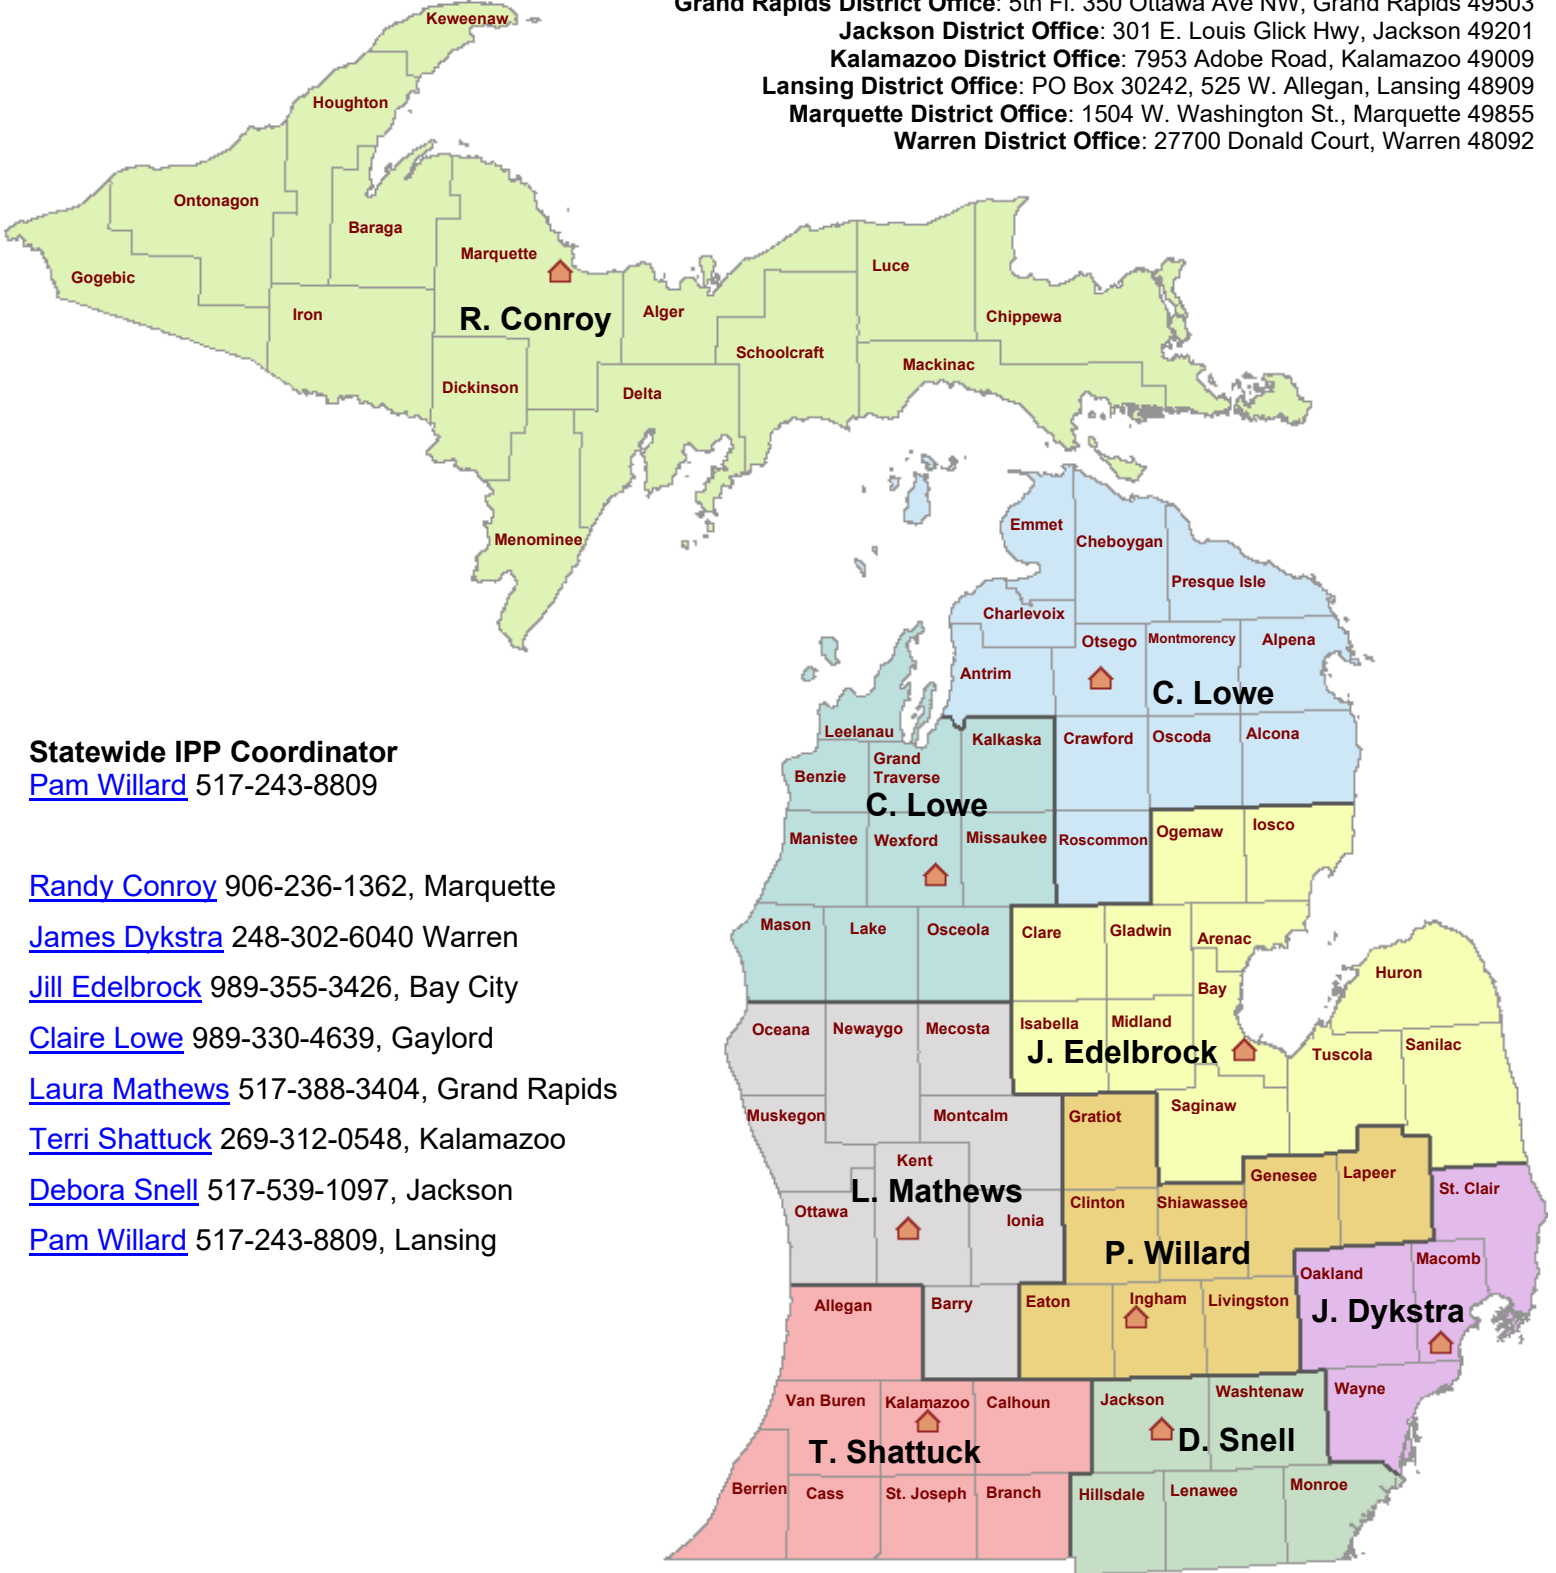 Grand Rapids District Office: 5th Fl. 350 Ottawa Ave NW, Grand Rapids 49503
Jackson District Office: 301 E. Louis Glick Hwy, Jackson 49201
Kalamazoo District Office: 7953 Adobe Road, Kalamazoo 49009
Lansing District Office: PO Box 30242, 525 W. Allegan, Lansing 48909
Marquette District Office: 1504 W. Washington St., Marquette 49855
Warren District Office: 27700 Donald Court, Warren 48092
Keweenaw
Houghton
Ontonagon
Baraga
Marquette
Gogebic
Iron
R. Conroy
Alger
Luce
Chippewa
Schoolcraft
Mackinac
Dickinson
Delta
Menominee
Emmet
Cheboygan
Presque Isle
Charlevoix
Otsego
Montmorency
Alpena
Antrim
C. Lowe
Leelanau
Kalkaska
Crawford
Oscoda
Alcona
Benzie
Grand
Traverse
C. Lowe
Manistee
Wexford
Missaukee
Roscommon
Ogemaw
Iosco
Mason
Lake
Osceola
Clare
Gladwin
Arenac
Bay
Huron
Oceana
Newaygo
Mecosta
Isabella
Midland
J. Edelbrock
Tuscola
Sanilac
Muskegon
Montcalm
Gratiot
Saginaw
Kent
L. Mathews
Ottawa
Ionia
Clinton
Shiawassee
Genesee
Lapeer
St. Clair
P. Willard
Oakland
Macomb
J. Dykstra
Allegan
Barry
Eaton
Ingham
Livingston
Van Buren
Kalamazoo
Calhoun
Jackson
Washtenaw
Wayne
T. Shattuck
D. Snell
Berrien
Cass
St. Joseph
Branch
Hillsdale
Lenawee
Monroe
Statewide IPP Coordinator
Pam Willard 517-243-8809
Randy Conroy 906-236-1362, Marquette
James Dykstra 248-302-6040 Warren
Jill Edelbrock 989-355-3426, Bay City
Claire Lowe 989-330-4639, Gaylord
Laura Mathews 517-388-3404, Grand Rapids
Terri Shattuck 269-312-0548, Kalamazoo
Debora Snell 517-539-1097, Jackson
Pam Willard 517-243-8809, Lansing